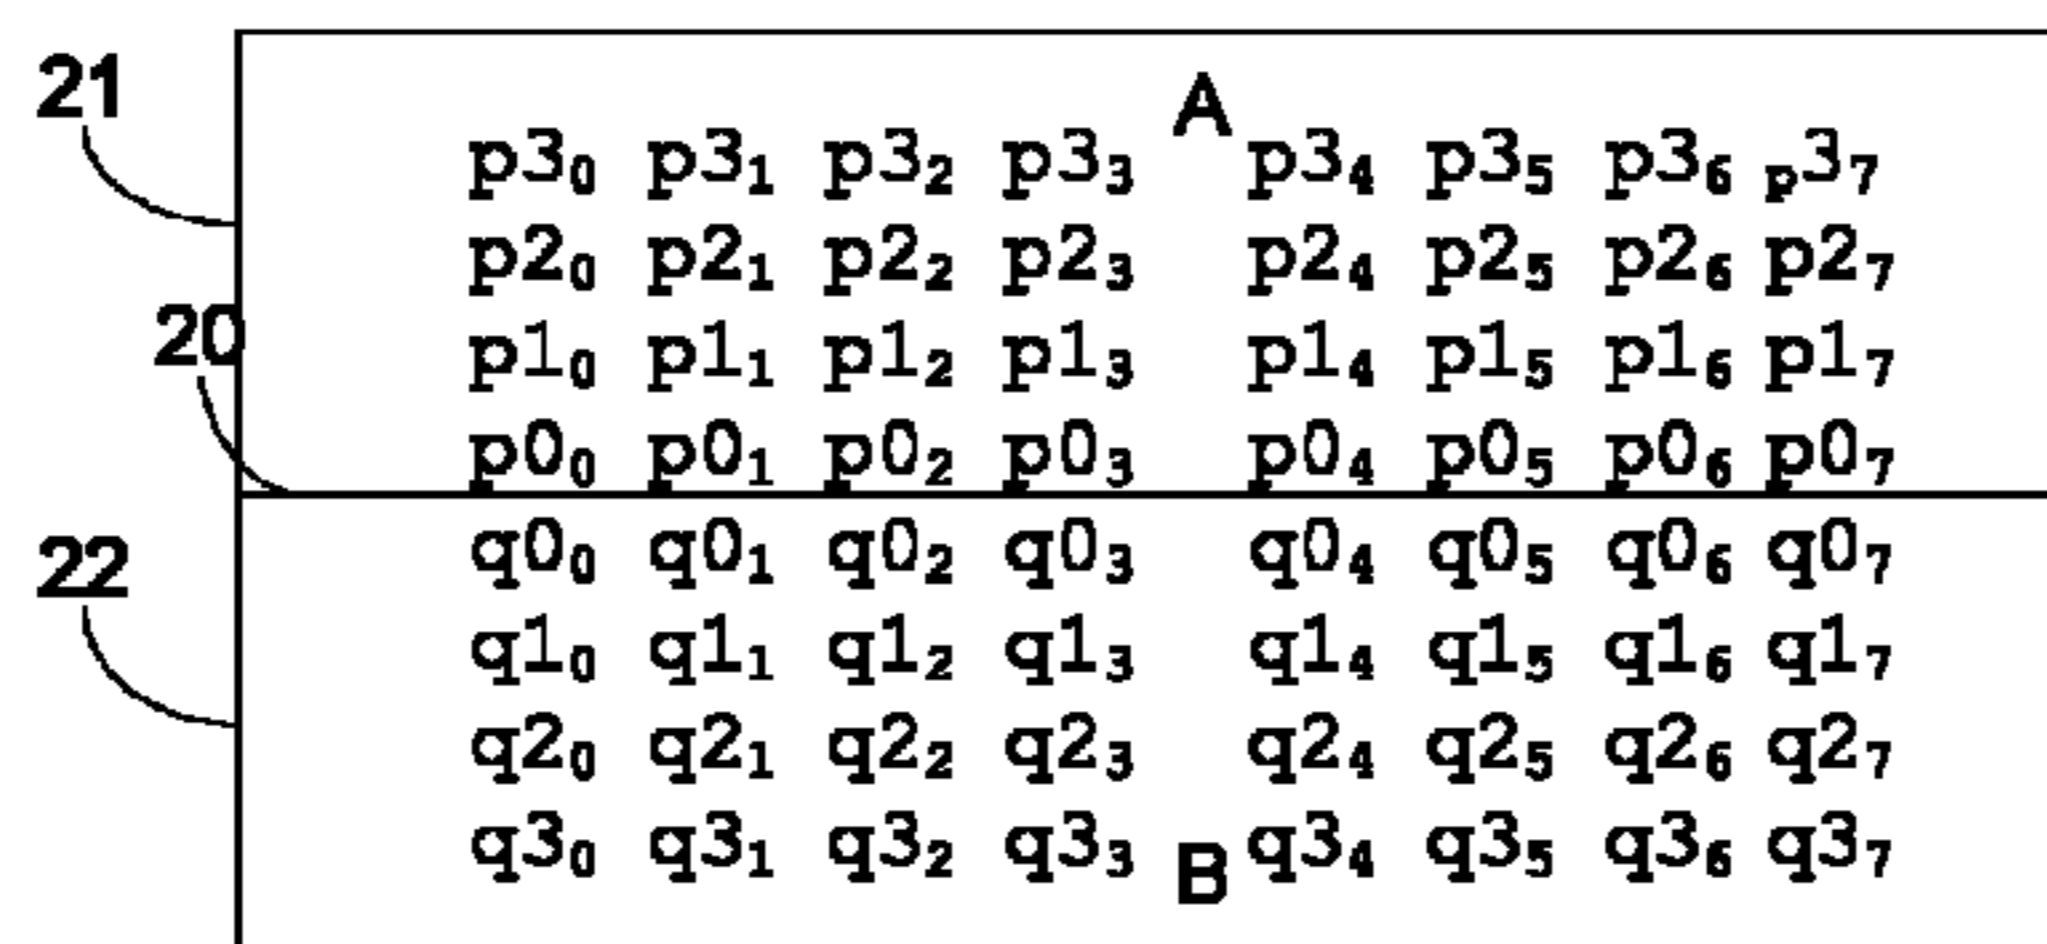 21
A
p3₀ p3₁ p3₂ p3₃ p3₄ p3₅ p3₆ p3₇
p2₀ p2₁ p2₂ p2₃ p2₄ p2₅ p2₆ p2₇
20
p1₀ p1₁ p1₂ p1₃ p1₄ p1₅ p1₆ p1₇
p0₀ p0₁ p0₂ p0₃ p0₄ p0₅ p0₆ p0₇
q0₀ q0₁ q0₂ q0₃ q0₄ q0₅ q0₆ q0₇
22
q1₀ q1₁ q1₂ q1₃ q1₄ q1₅ q1₆ q1₇
q2₀ q2₁ q2₂ q2₃ q2₄ q2₅ q2₆ q2₇
q3₀ q3₁ q3₂ q3₃ q3₄ q3₅ q3₆ q3₇
B